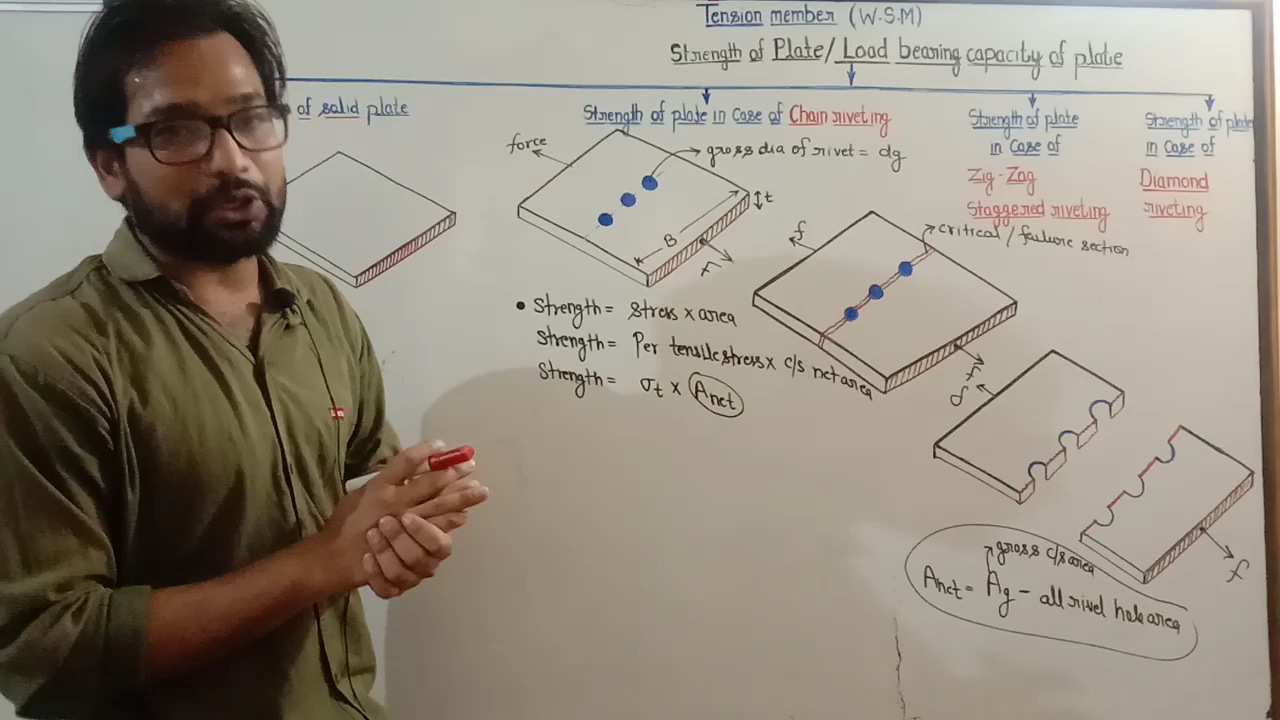 Tension member (W.S.M)
Strength of Plate/Load bearing capacity of plate
of solid plate
Strength of plate in Case of Chain riveting
Strength of plate
in Case of
Zig-Zag
Staggered riveting
Strength of plate
in Case of
Diamond
riveting
force
gross dia of rivet = dg
t
B
F
f
critical / failure section
• Strength = stress x area
Strength = Per tensile stress x c/s net area
Strength = σt x Anet
gross c/s area
Anet = Ag - all rivet hole area
f